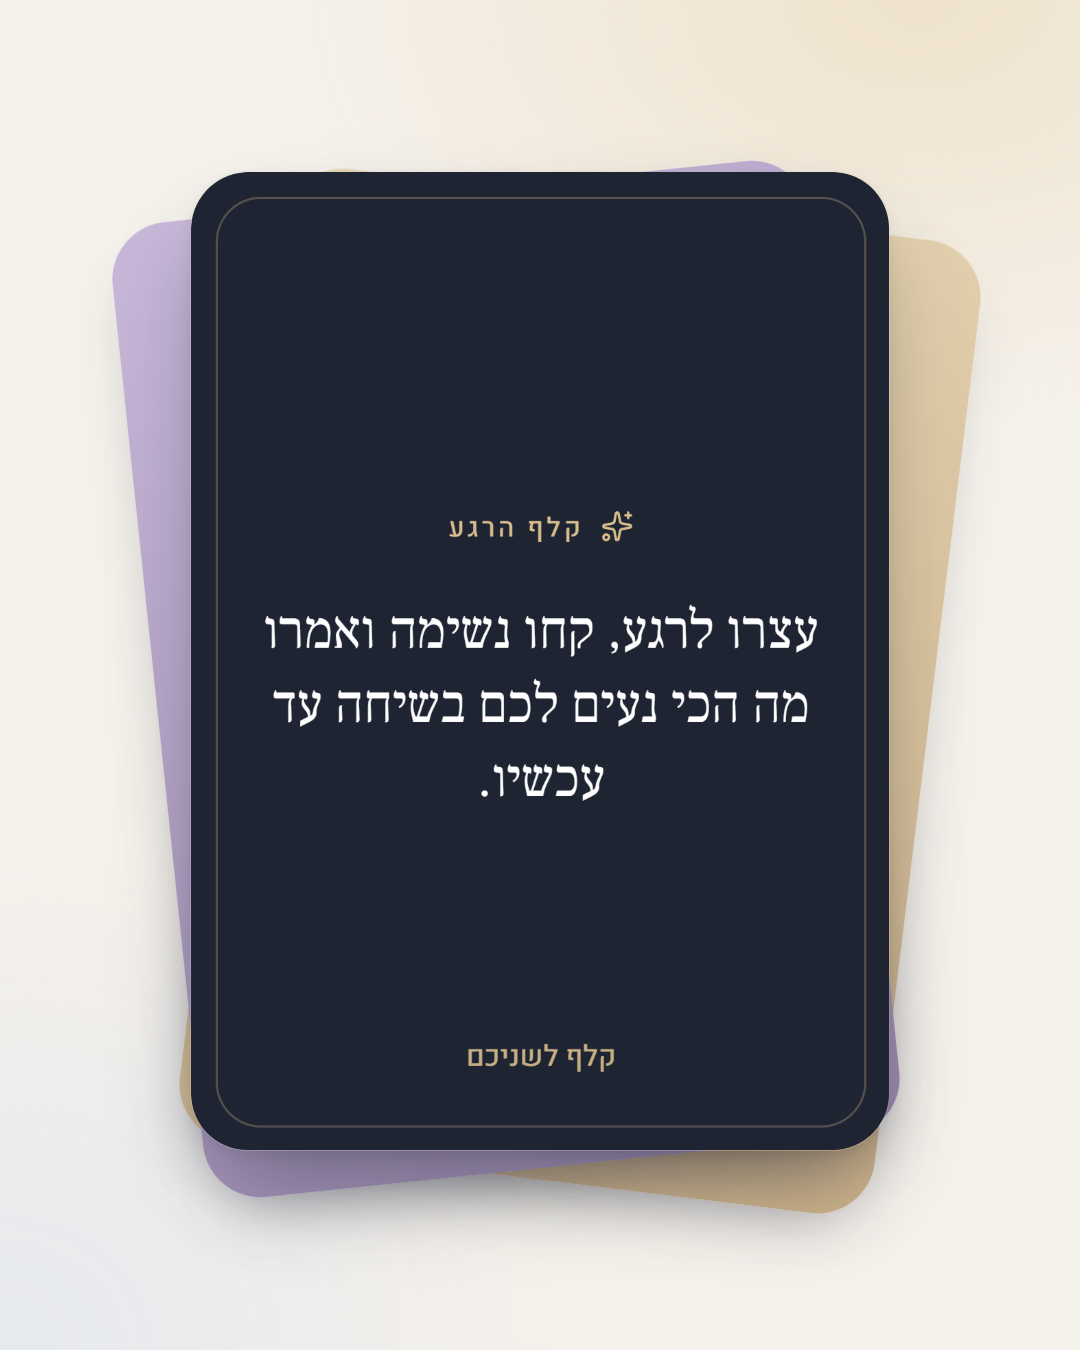 קלף הרגע
עצרו לרגע, קחו נשימה ואמרו
מה הכי נעים לכם בשיחה עד
עכשיו.
קלף לשניכם